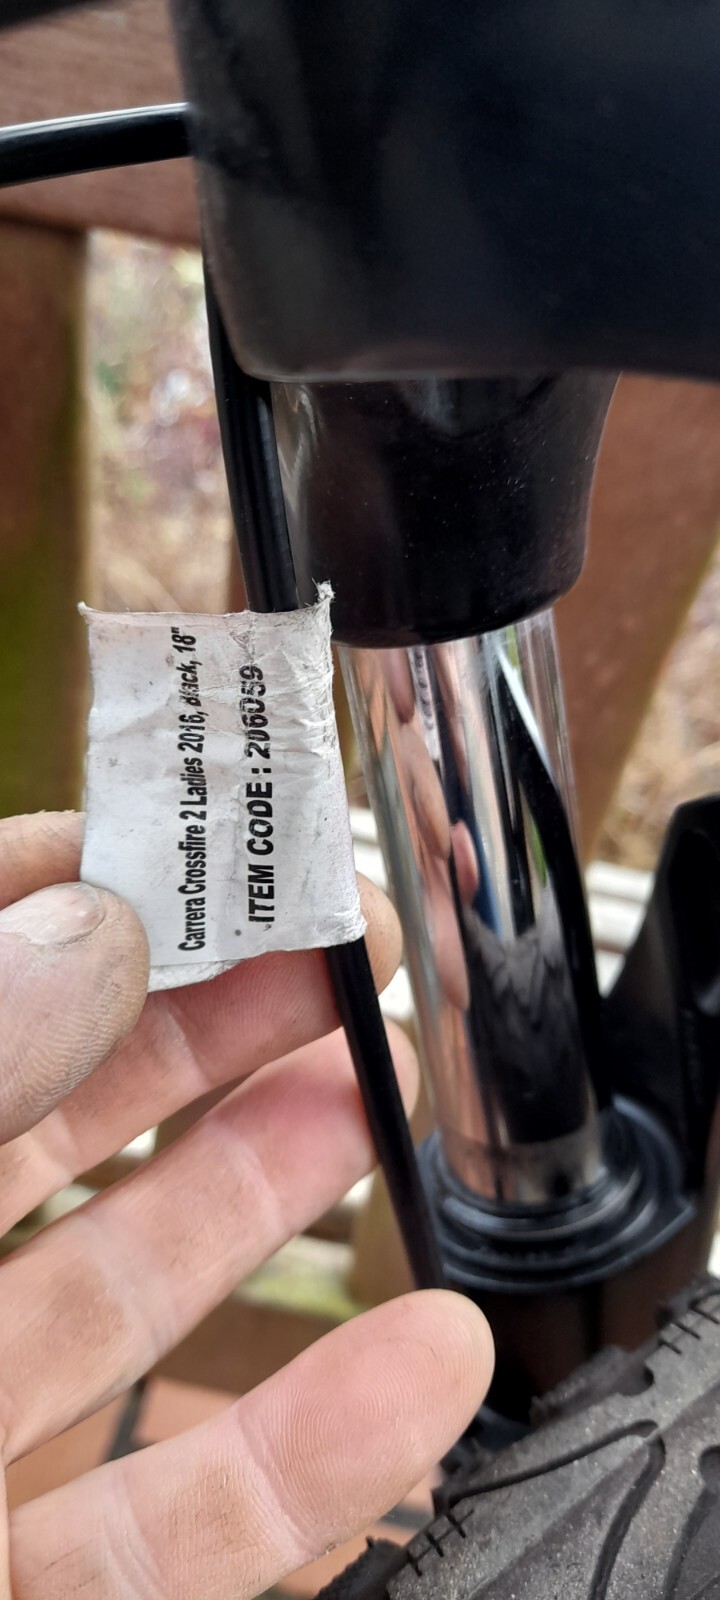 Carrera Crossfire 2 Ladies 2016, Black, 18"
ITEM CODE : 206059